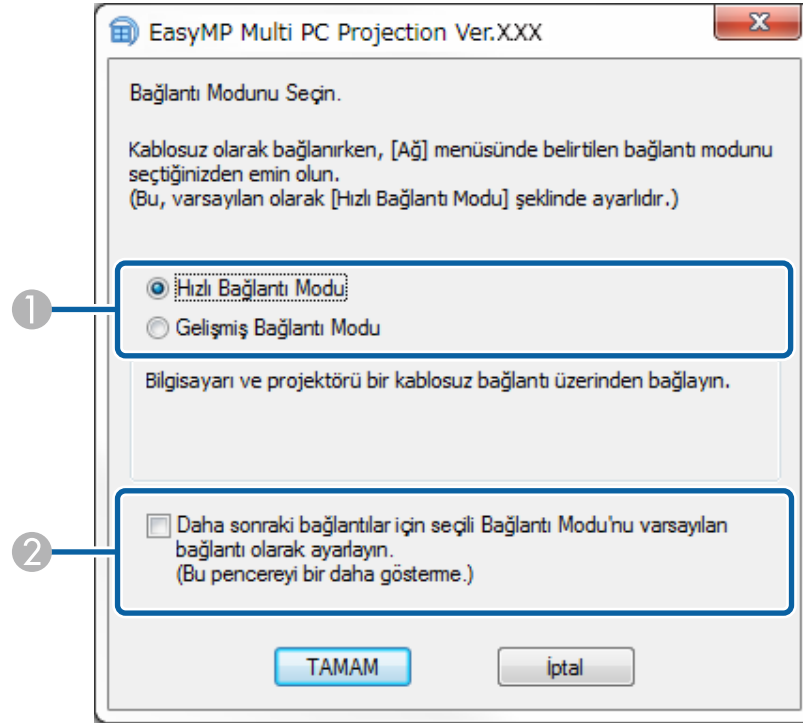 EasyMP Multi PC Projection Ver.X.XX
x
Bağlantı Modunu Seçin.
Kablosuz olarak bağlanırken, [Ağ] menüsünde belirtilen bağlantı modunu
seçtiğinizden emin olun.
(Bu, varsayılan olarak [Hızlı Bağlantı Modu] şeklinde ayarlıdır.)
1
Hızlı Bağlantı Modu
Gelişmiş Bağlantı Modu
Bilgisayarı ve projektörü bir kablosuz bağlantı üzerinden bağlayın.
2
Daha sonraki bağlantılar için seçili Bağlantı Modu'nu varsayılan
bağlantı olarak ayarlayın.
(Bu pencereyi bir daha gösterme.)
TAMAM İptal